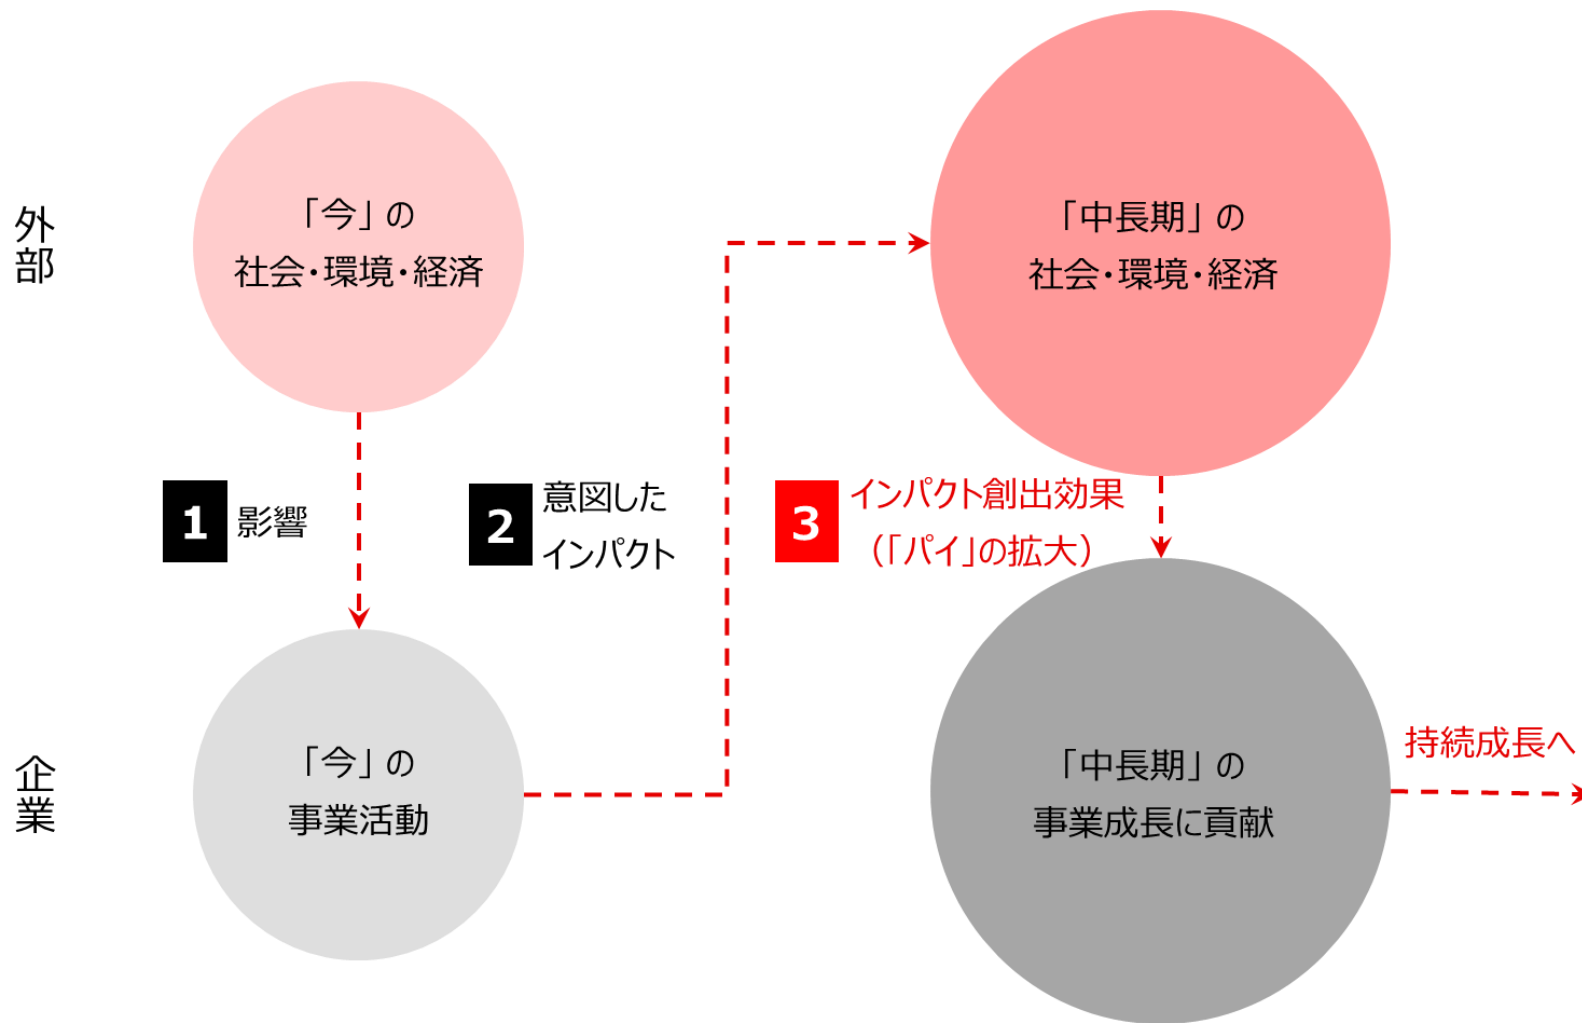 外部
「今」の
社会・環境・経済
「中長期」の
社会・環境・経済
1
影響
2
意図した
インパクト
3
インパクト創出効果
(「パイ」の拡大)
企業
「今」の
事業活動
「中長期」の
事業成長に貢献
持続成長へ